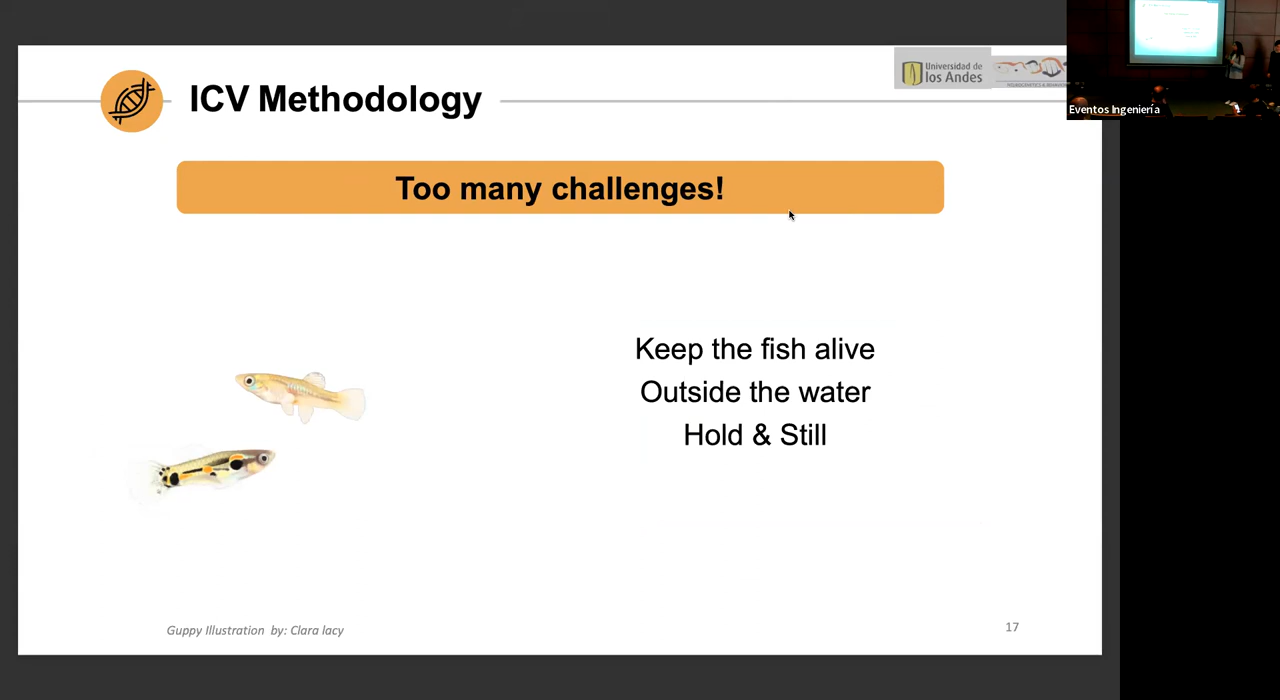 ICV Methodology
Universidad de
los Andes
Eventos Ingeniería
Too many challenges!
Keep the fish alive
Outside the water
Hold & Still
Guppy Illustration by: Clara lacy
17